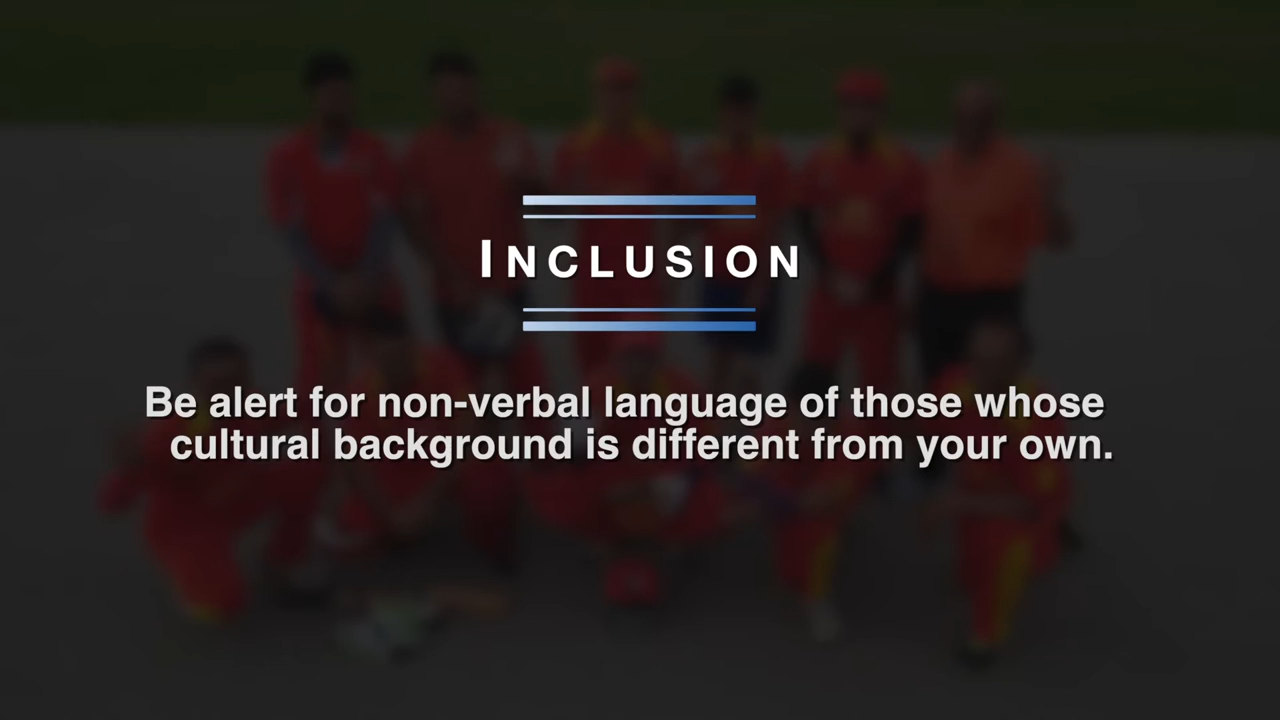 INCLUSION
Be alert for non-verbal language of those whose
cultural background is different from your own.